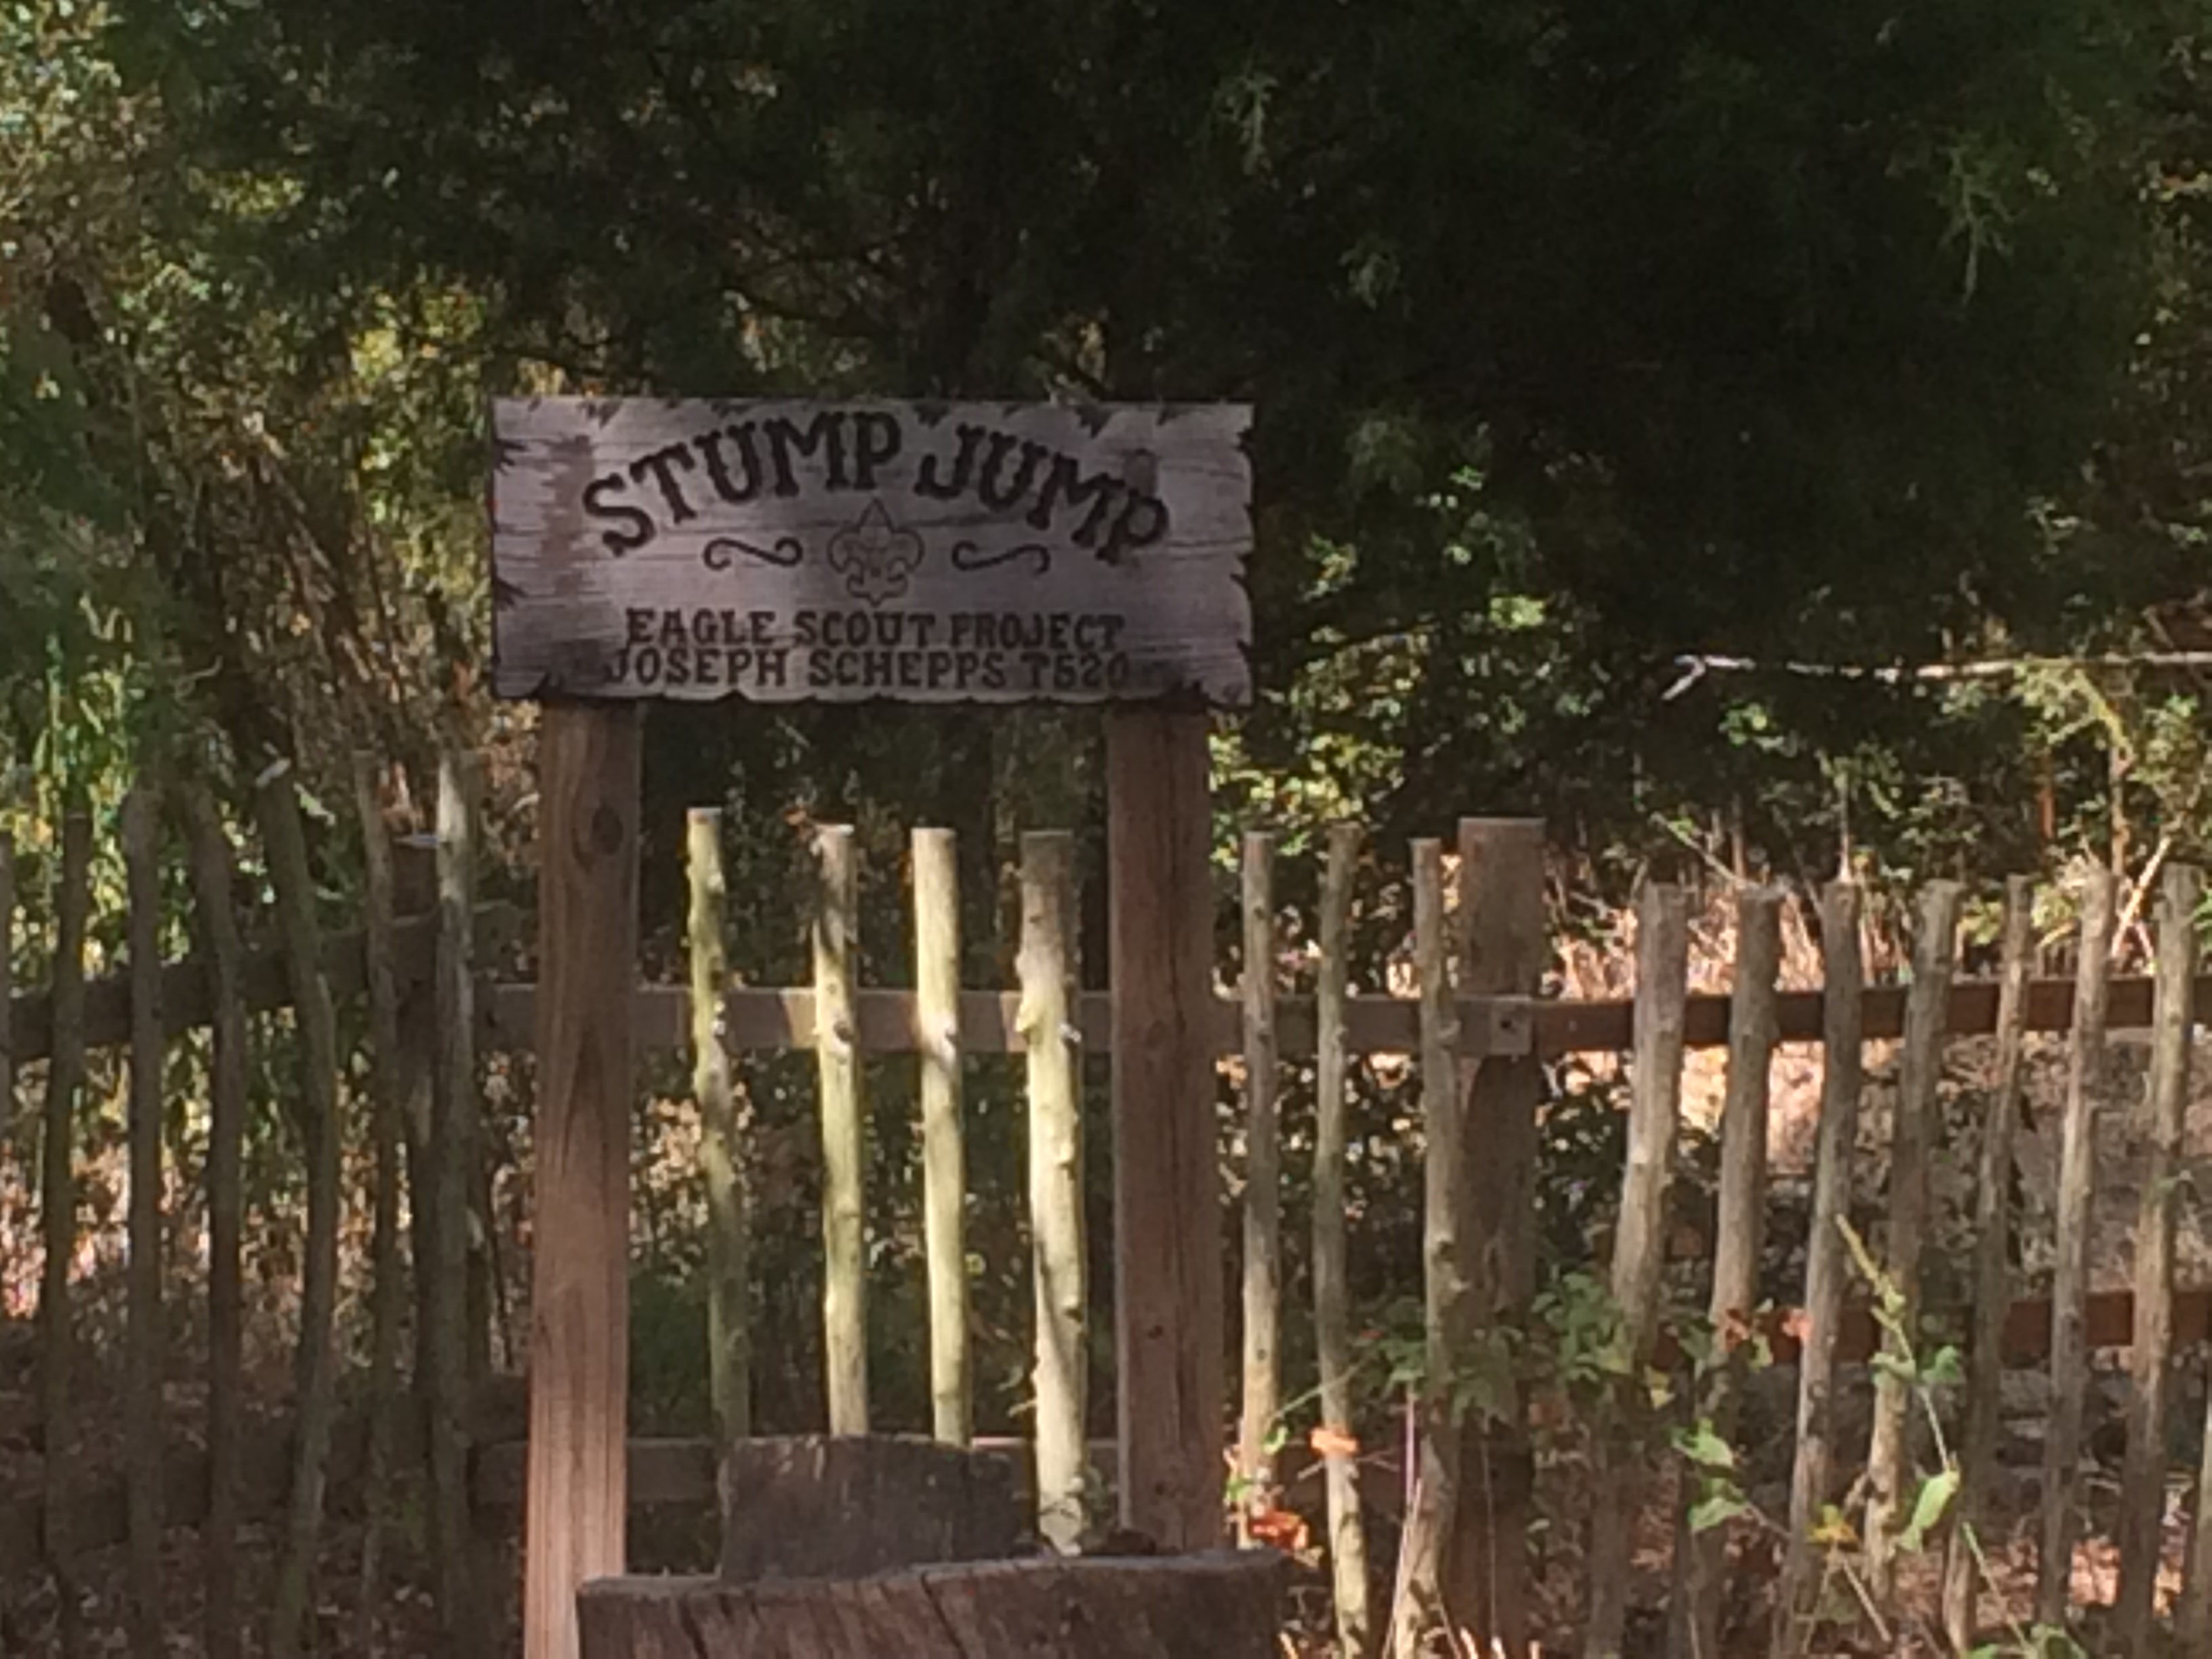 STUMP JUMP
EAGLE SCOUT PROJECT
JOSEPH SCHEPPS T520